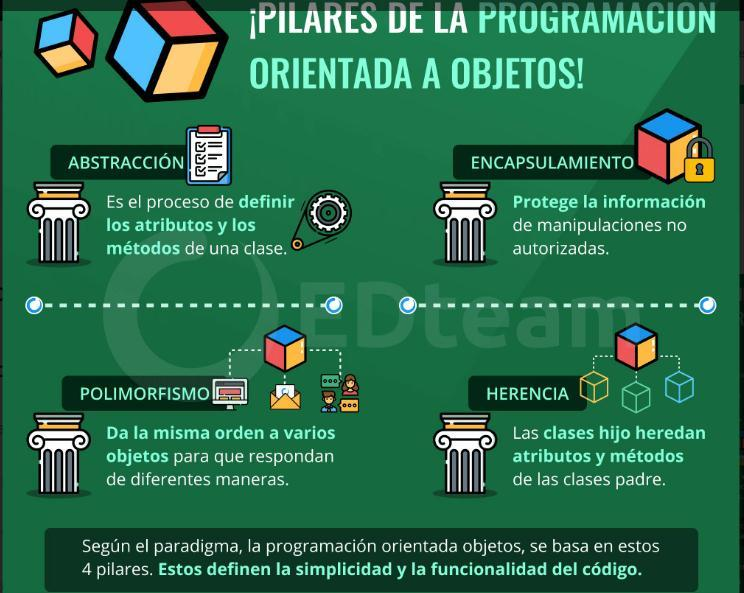 ¡PILARES DE LA PROGRAMACIÓN
ORIENTADA A OBJETOS!
ABSTRACCIÓN
Es el proceso de definir
los atributos y los
métodos de una clase.
ENCAPSULAMIENTO
Protege la información
de manipulaciones no
autorizadas.
EDteam
POLIMORFISMO
Da la misma orden a varios
objetos para que respondan
de diferentes maneras.
HERENCIA
Las clases hijo heredan
atributos y métodos
de las clases padre.
Según el paradigma, la programación orientada objetos, se basa en estos
4 pilares. Estos definen la simplicidad y la funcionalidad del código.